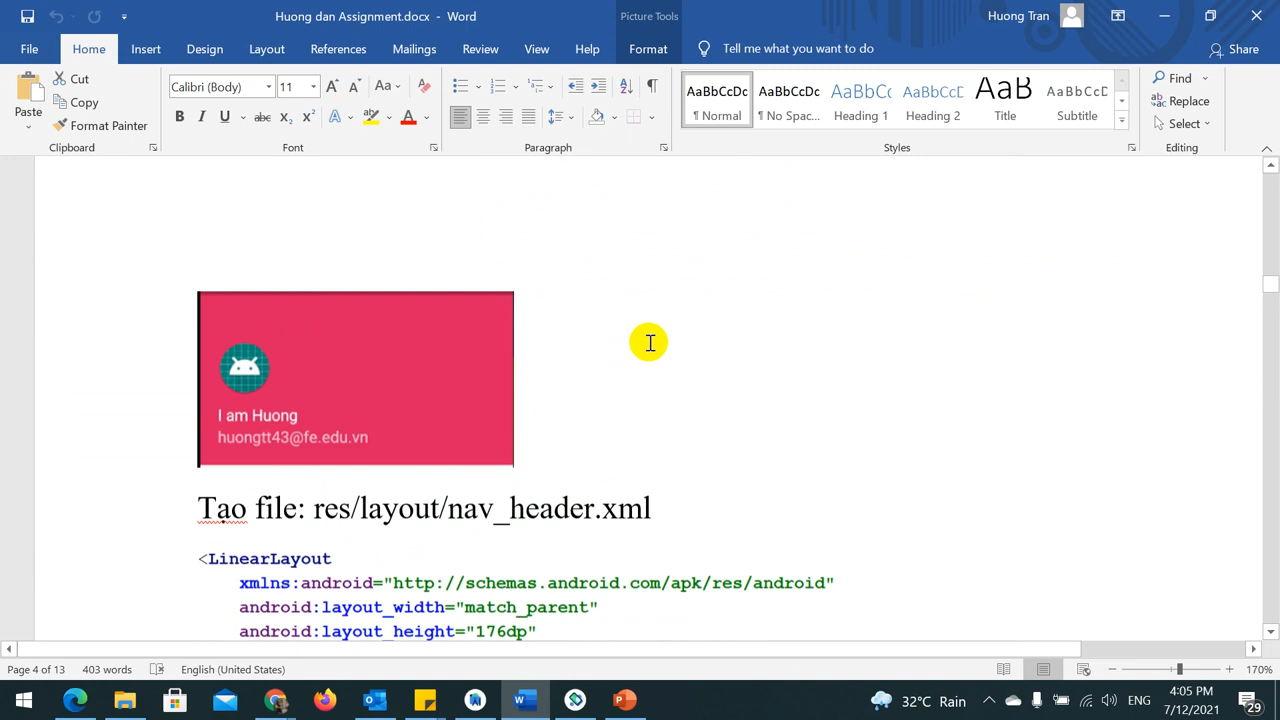 Huong dan Assignment.docx - Word
Picture Tools
Huong Tran
File
Home
Insert
Design
Layout
References
Mailings
Review
View
Help
Format
Tell me what you want to do
Share
Paste
Cut
Copy
Format Painter
Clipboard
Calibri (Body)
11
Font
Paragraph
AaBbCcDc
¶ Normal
AaBbCcDc
¶ No Spac...
AaBbCc
Heading 1
AaBbCcD
Heading 2
AaB
Title
AaBbCcD
Subtitle
Styles
Find
Replace
Select
Editing
I am Huong
huongtt43@fe.edu.vn
Tạo file: res/layout/nav_header.xml
<LinearLayout
xmlns:android="http://schemas.android.com/apk/res/android"
android:layout_width="match_parent"
android:layout_height="176dp"
Page 4 of 13
403 words
English (United States)
170%
32°C Rain
ENG
4:05 PM
7/12/2021
29